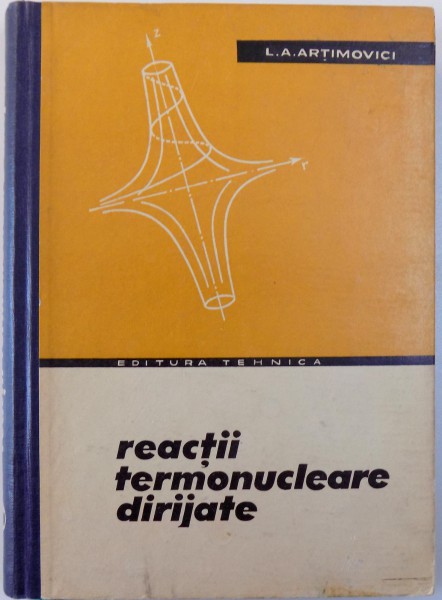 z
L.A.ARȚIMOVICI
r
EDITURA TEHNICA
reacții
termonucleare
dirijate